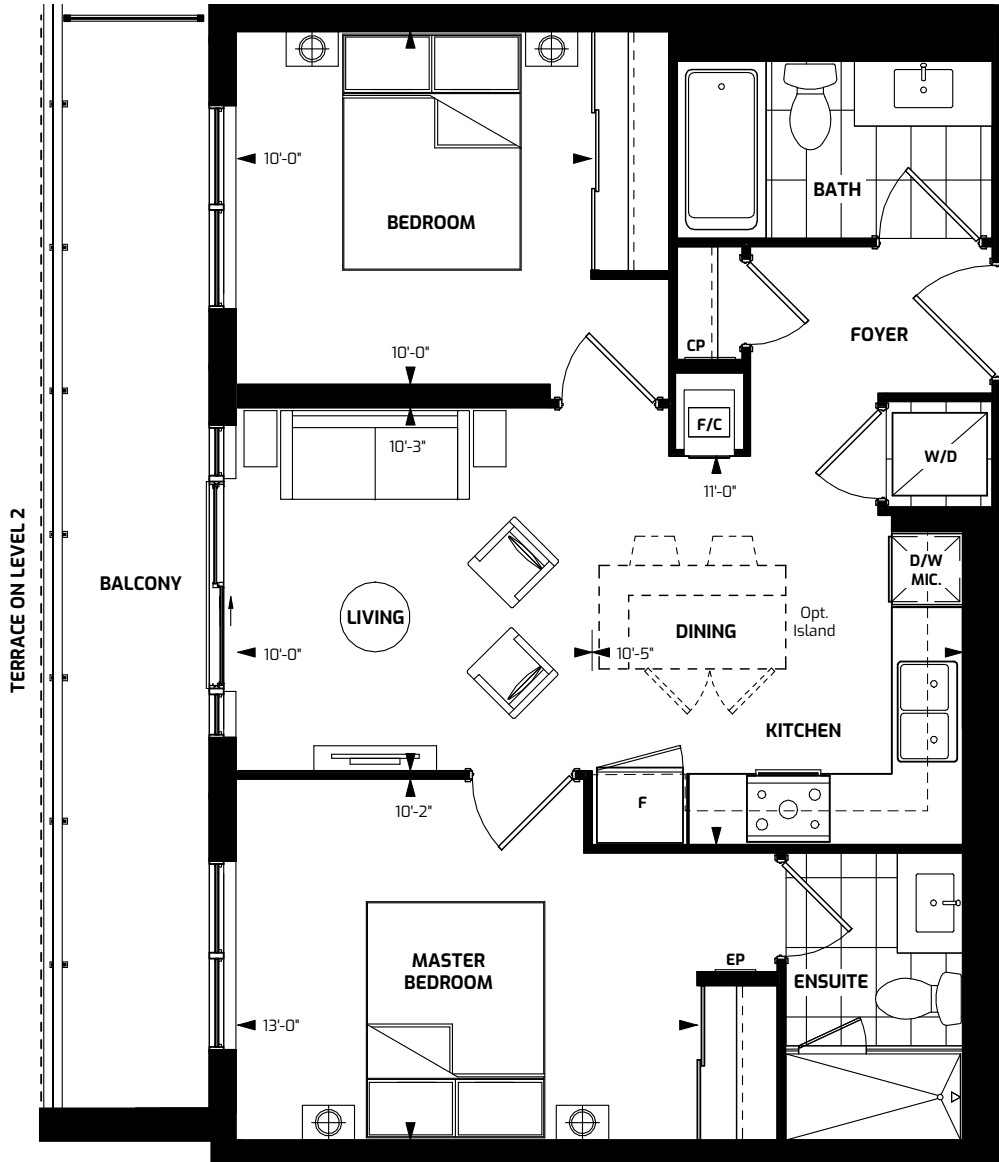 10'-0"
BEDROOM
10'-0"
BATH
CP
FOYER
F/C
W/D
10'-3"
11'-0"
TERRACE ON LEVEL 2
BALCONY
LIVING
10'-0"
DINING
10'-5"
Opt.
Island
D/W
MIC.
KITCHEN
F
10'-2"
MASTER
BEDROOM
13'-0"
EP
ENSUITE